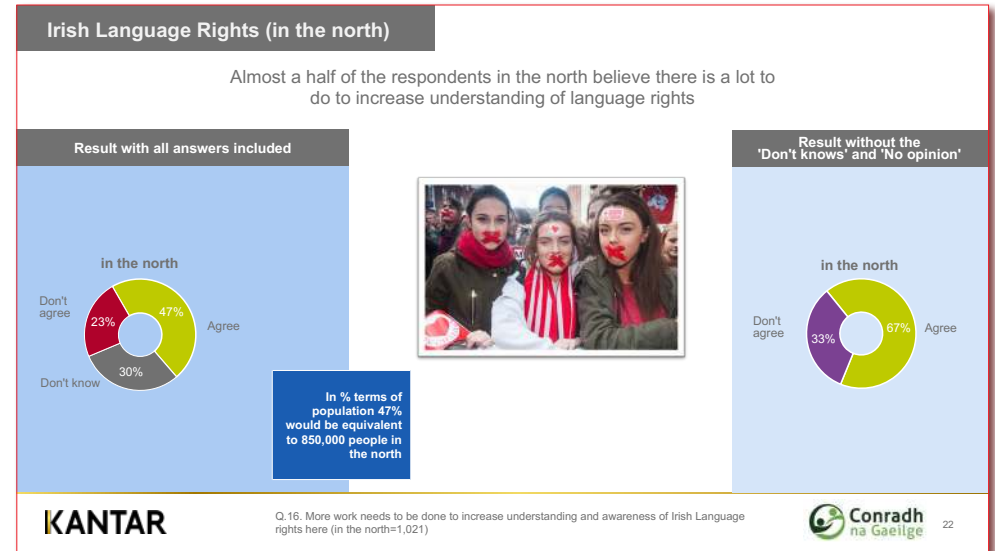 Irish Language Rights (in the north)
Almost a half of the respondents in the north believe there is a lot to
do to increase understanding of language rights
Result with all answers included
in the north
Don't
agree
23%
47%
Agree
Don't know
30%
In % terms of
population 47%
would be equivalent
to 850,000 people in
the north
Result without the
'Don't knows' and 'No opinion'
in the north
Don't
agree
33%
67%
Agree
KANTAR
Q.16. More work needs to be done to increase understanding and awareness of Irish Language
rights here (in the north=1,021)
Conradh
na Gaeilge
22